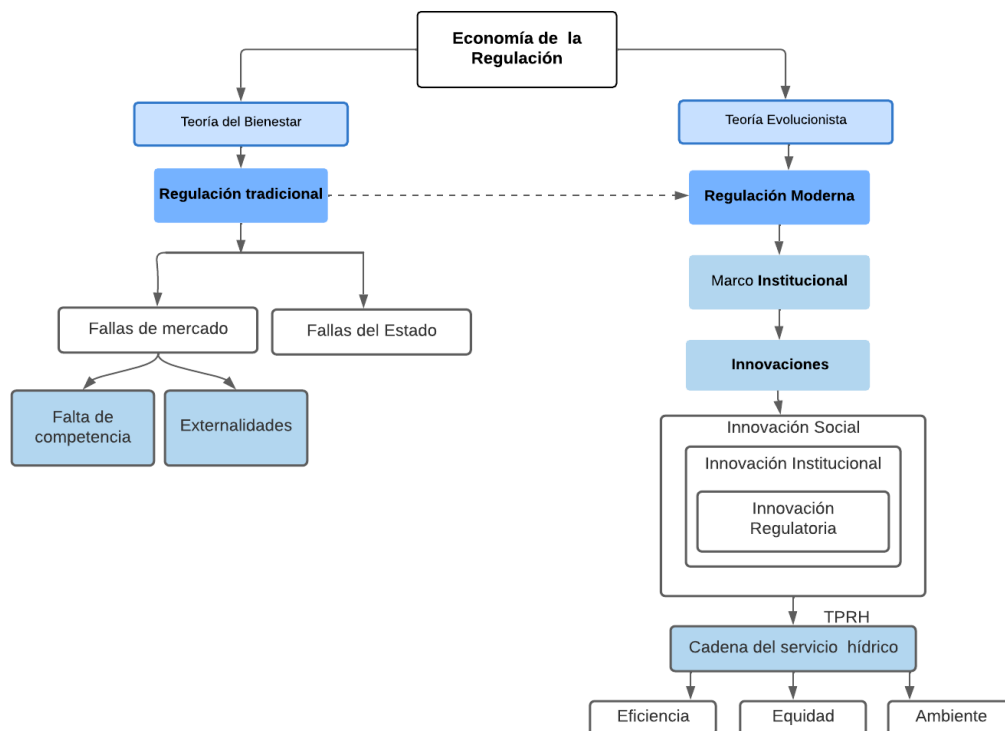 Economía de la
Regulación
Teoría del Bienestar
Teoría Evolucionista
Regulación tradicional
Regulación Moderna
Marco Institucional
Fallas de mercado
Fallas del Estado
Innovaciones
Falta de
competencia
Externalidades
Innovación Social
Innovación Institucional
Innovación
Regulatoria
TPRH
Cadena del servicio hídrico
Eficiencia
Equidad
Ambiente